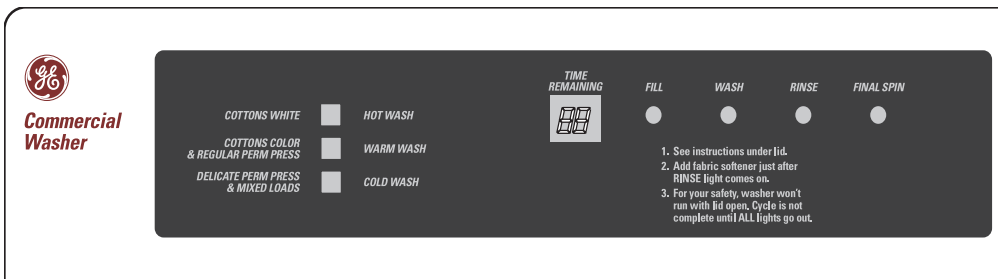 GE
Commercial
Washer
COTTONS WHITE
HOT WASH
COTTONS COLOR
& REGULAR PERM PRESS
WARM WASH
DELICATE PERM PRESS
& MIXED LOADS
COLD WASH
TIME
REMAINING
88
FILL
WASH
RINSE
FINAL SPIN
1. See instructions under lid.
2. Add fabric softener just after
RINSE light comes on.
3. For your safety, washer won't
run with lid open. Cycle is not
complete until ALL lights go out.